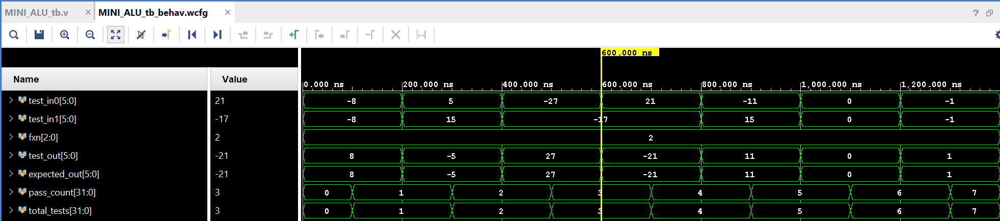 MINI_ALU_tb.v × MINI_ALU_tb_behav.wcfg × ?
600.000 ns
Name Value 0.000 ns 200.000 ns 400.000 ns 600.000 ns 800.000 ns 1,000.000 ns 1,200.000 ns
test_in0[5:0] 21 -8 5 -27 21 -11 0 -1
test_in1[5:0] -17 -8 15 -17 15 0 -1
fxn[2:0] 2 2
test_out[5:0] -21 8 -5 27 -21 11 0 1
expected_out[5:0] -21 8 -5 27 -21 11 0 1
pass_count[31:0] 3 0 1 2 3 4 5 6 7
total_tests[31:0] 3 0 1 2 3 4 5 6 7